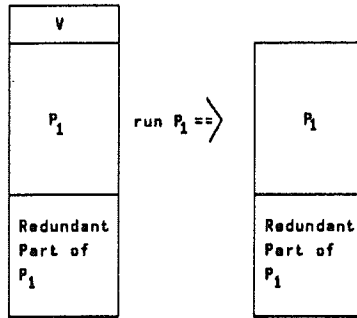 V
P1
run P1 ==>
P1
Redundant
Part of
P1
Redundant
Part of
P1